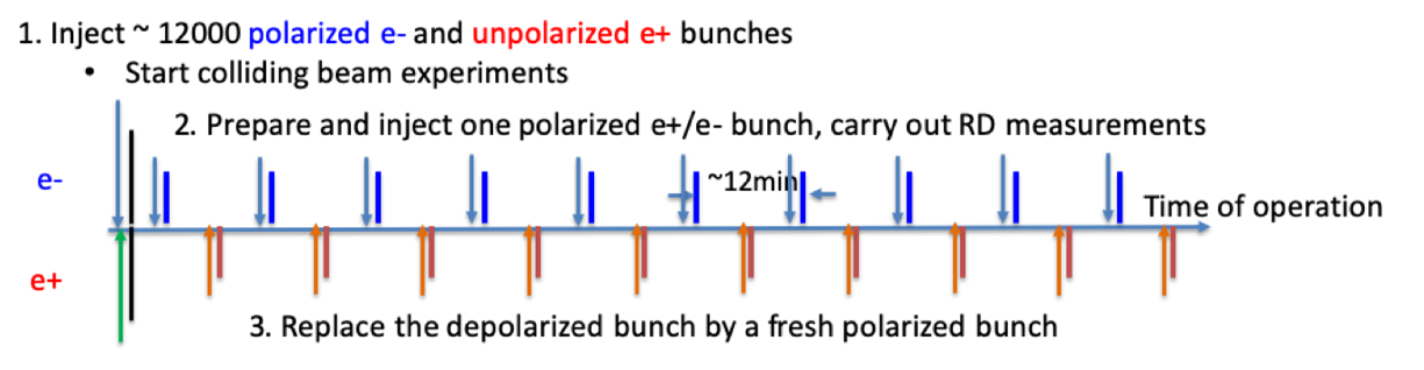 1. Inject ~ 12000 polarized e- and unpolarized e+ bunches
• Start colliding beam experiments
2. Prepare and inject one polarized e+/e- bunch, carry out RD measurements
e-
~12min
Time of operation
e+
3. Replace the depolarized bunch by a fresh polarized bunch